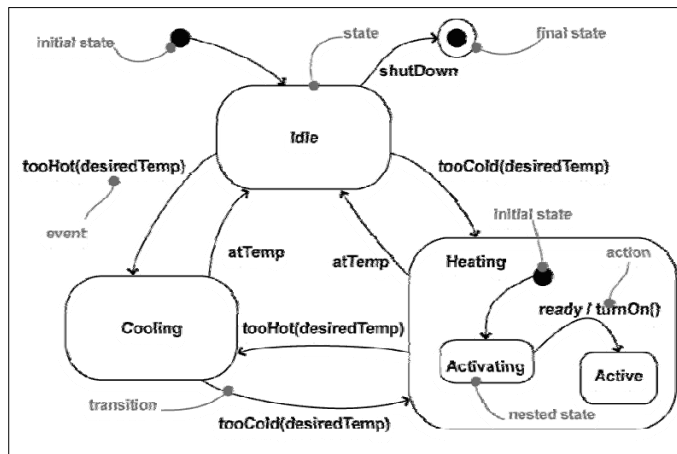 initial state
state
final state
shutDown
Idle
tooHot(desiredTemp)
tooCold(desiredTemp)
event
initial state
atTemp
atTemp
Heating
action
ready / turnOn()
Cooling
tooHot(desiredTemp)
Activating
Active
transition
nested state
tooCold(desiredTemp)